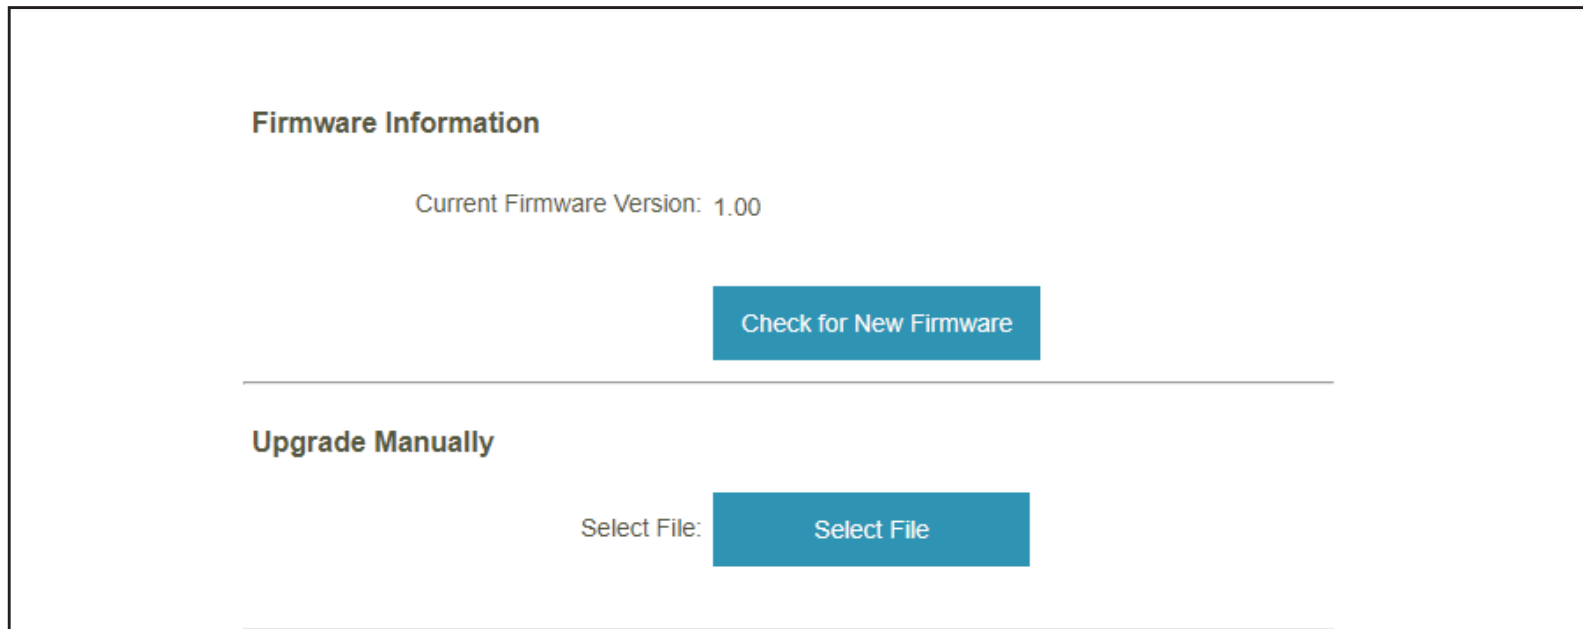 Firmware Information
Current Firmware Version: 1.00
Check for New Firmware
Upgrade Manually
Select File: Select File